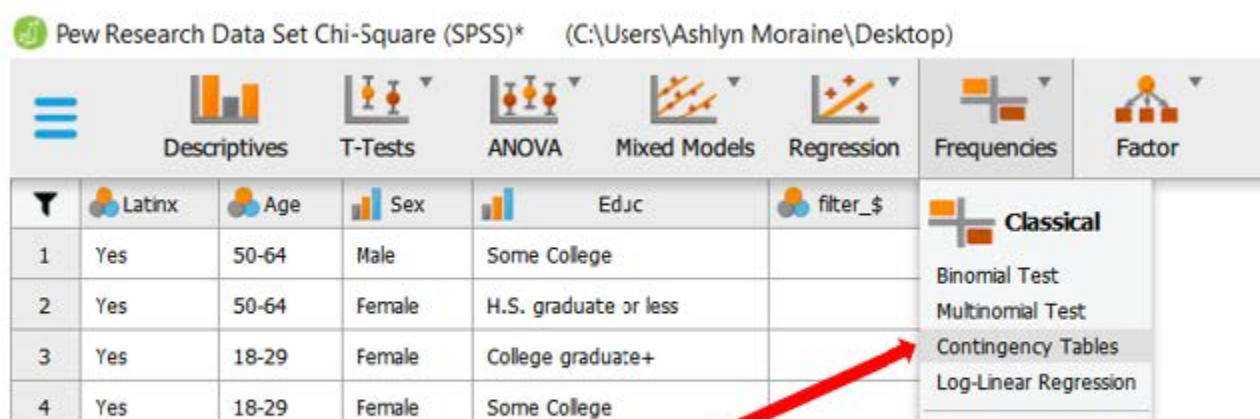 Pew Research Data Set Chi-Square (SPSS)* (C:\Users\Ashlyn Moraine\Desktop)
Descriptives T-Tests ANOVA Mixed Models Regression Frequencies Factor
Latinx Age Sex Educ filter_$
Classical
1 Yes 50-64 Male Some College
Binomial Test
2 Yes 50-64 Female H.S. graduate or less
Multinomial Test
3 Yes 18-29 Female College graduate+
Contingency Tables
Log-Linear Regression
4 Yes 18-29 Female Some College